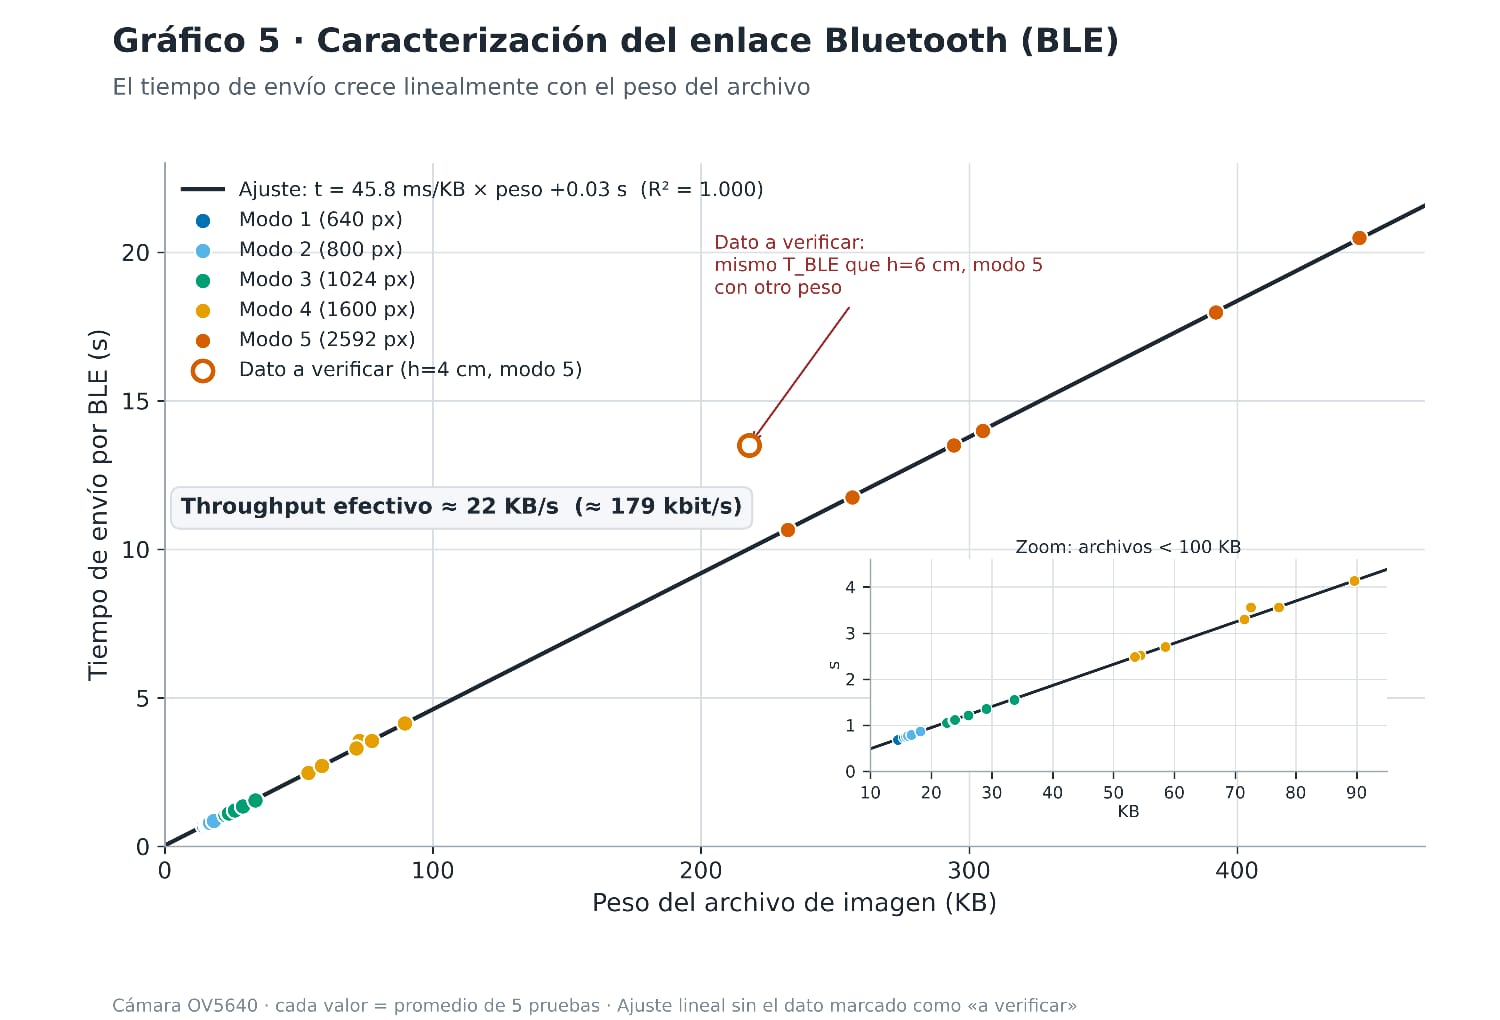 Gráfico 5 · Caracterización del enlace Bluetooth (BLE)
El tiempo de envío crece linealmente con el peso del archivo
Ajuste: t = 45.8 ms/KB × peso +0.03 s  (R² = 1.000)
Modo 1 (640 px)
Modo 2 (800 px)
Modo 3 (1024 px)
Modo 4 (1600 px)
Modo 5 (2592 px)
Dato a verificar (h=4 cm, modo 5)
Dato a verificar:
mismo T_BLE que h=6 cm, modo 5
con otro peso
Throughput efectivo ≈ 22 KB/s  (≈ 179 kbit/s)
Tiempo de envío por BLE (s)
20
15
10
5
0
0 100 200 300 400
Peso del archivo de imagen (KB)
Zoom: archivos < 100 KB
s
4
3
2
1
0
10 20 30 40 50 60 70 80 90
KB
Cámara OV5640 · cada valor = promedio de 5 pruebas · Ajuste lineal sin el dato marcado como «a verificar»